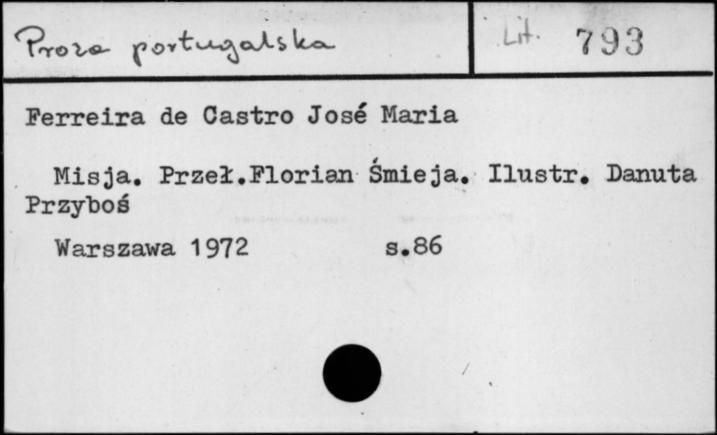 Proza portugalska
Lit. 793
Ferreira de Castro José Maria
Misja. Przeł.Florian Śmieja. Ilustr. Danuta
Przyboś
Warszawa 1972 s.86